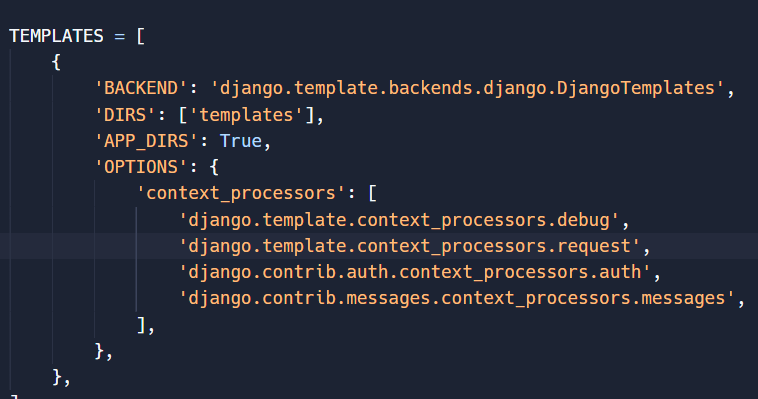 TEMPLATES = [
    {
        'BACKEND': 'django.template.backends.django.DjangoTemplates',
        'DIRS': ['templates'],
        'APP_DIRS': True,
        'OPTIONS': {
            'context_processors': [
                'django.template.context_processors.debug',
                'django.template.context_processors.request',
                'django.contrib.auth.context_processors.auth',
                'django.contrib.messages.context_processors.messages',
            ],
        },
    },
]